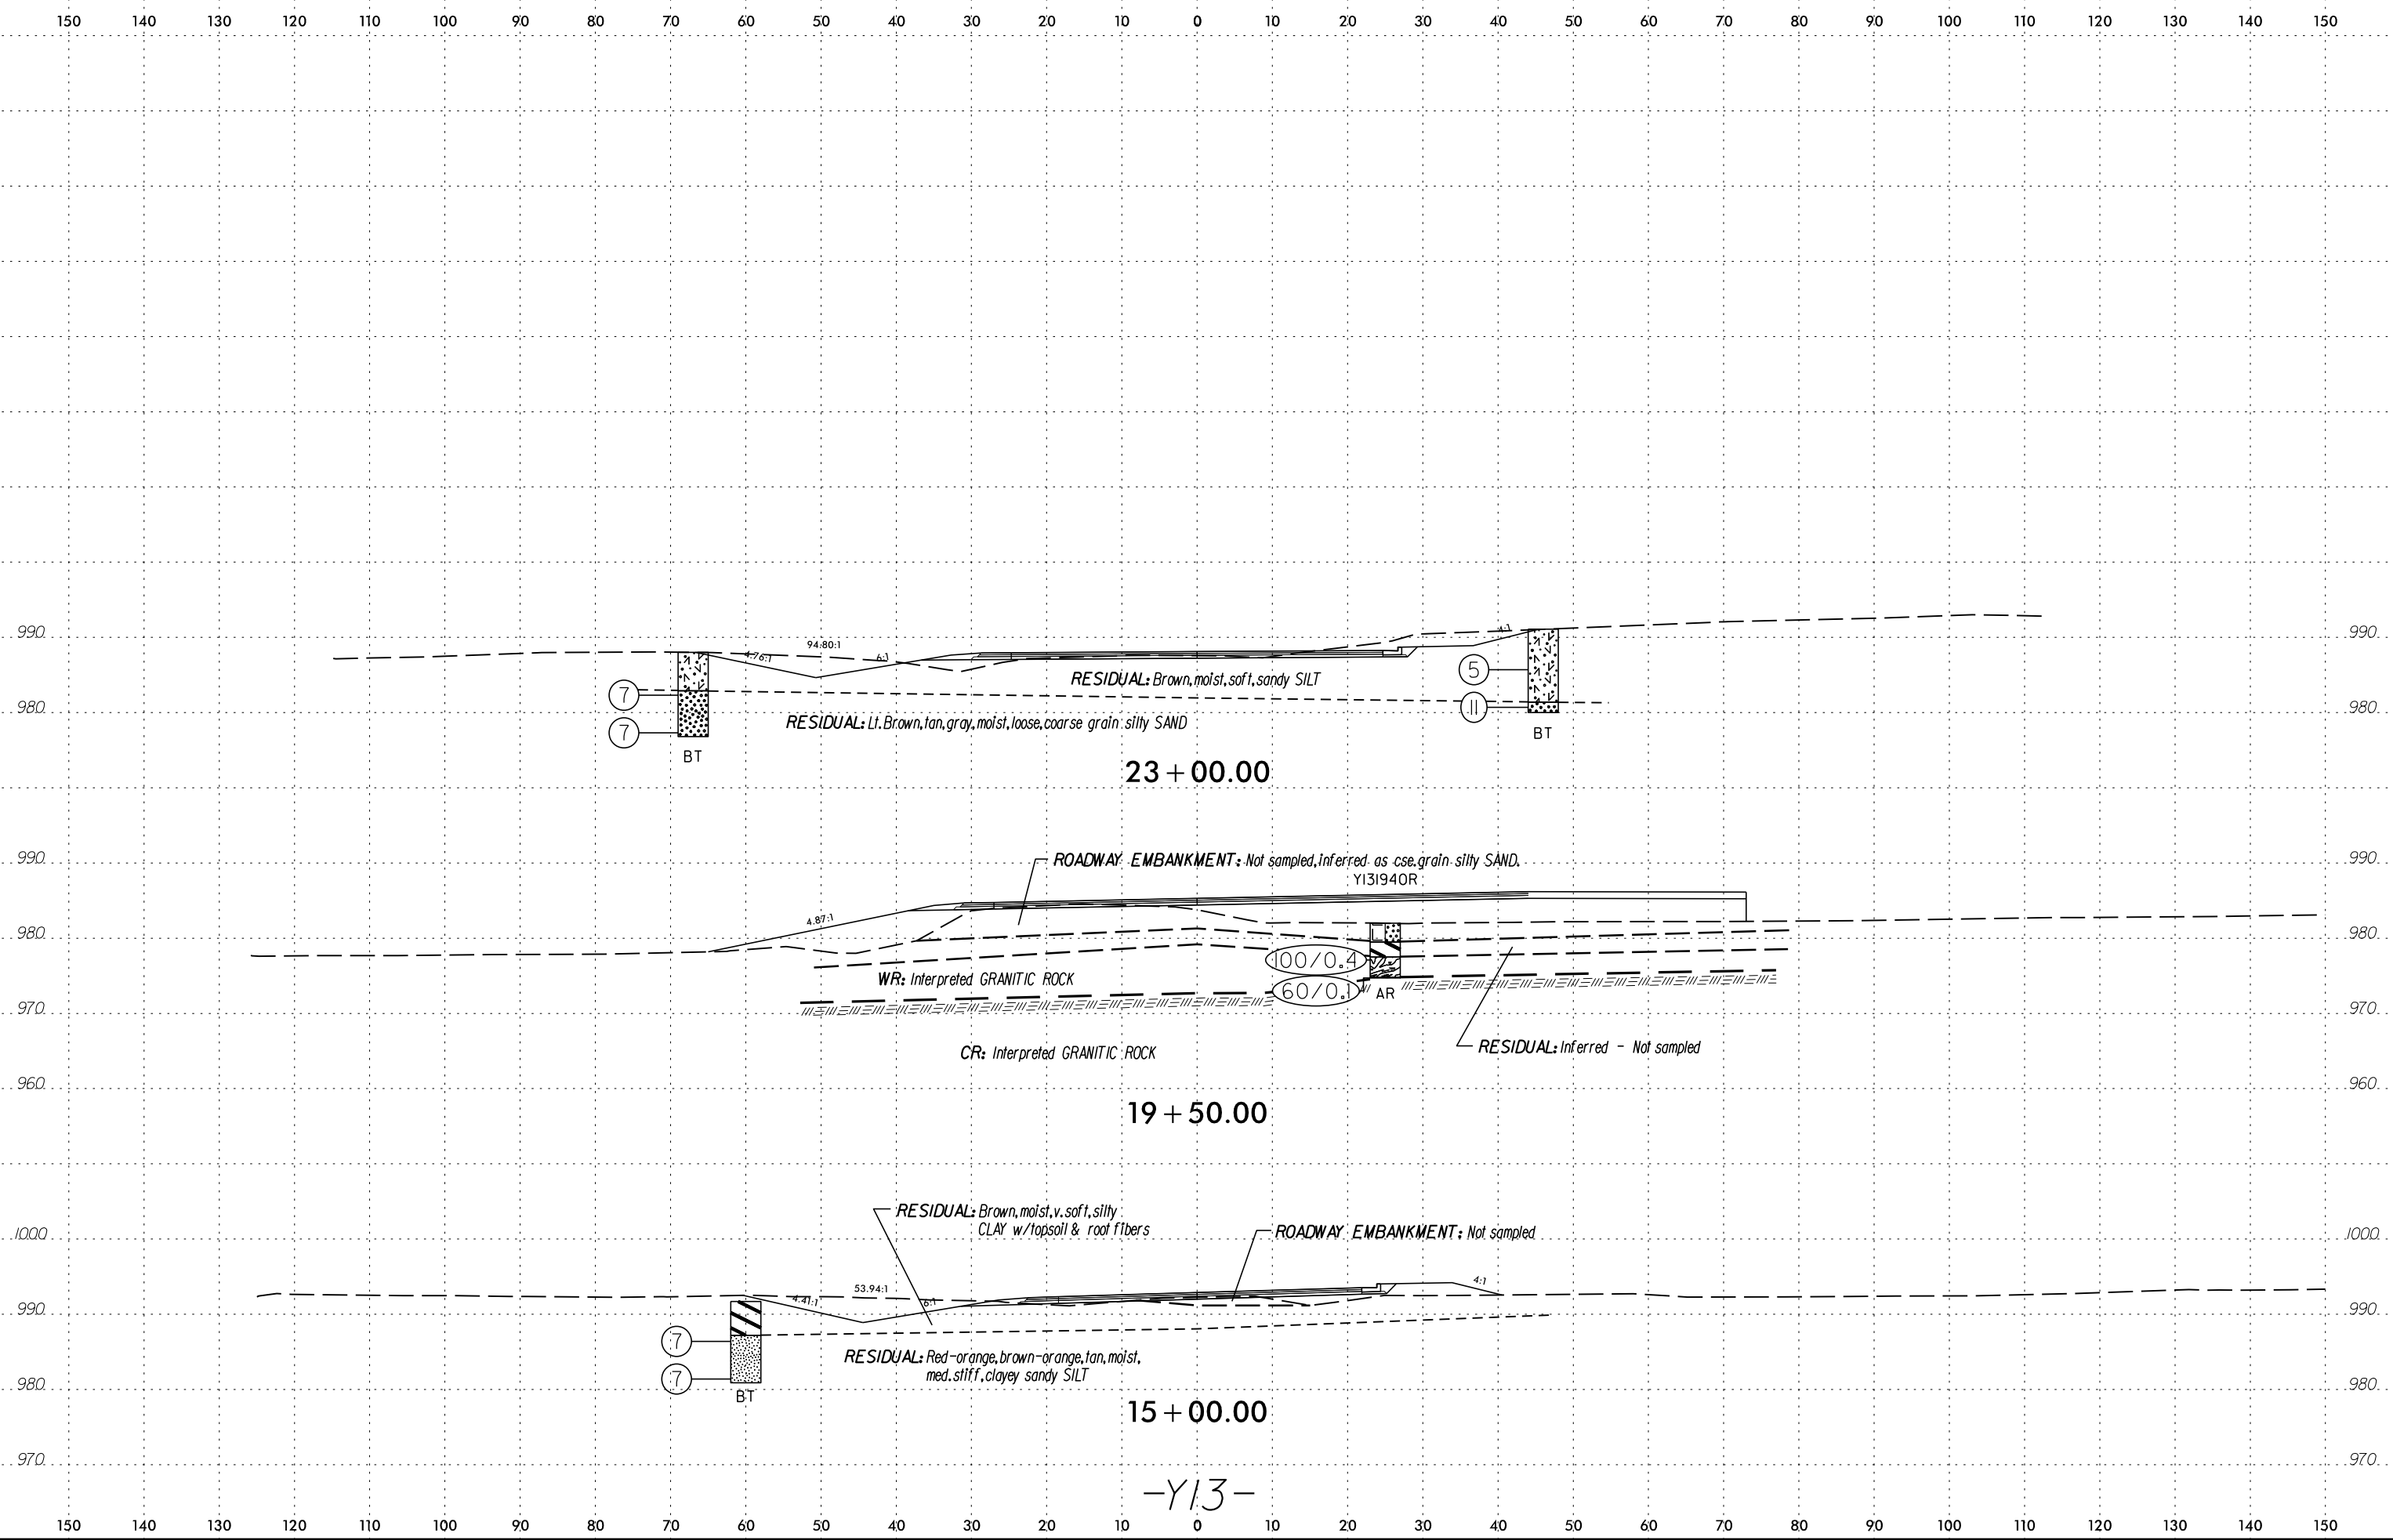 150 140 130 120 110 100 90 80 70 60 50 40 30 20 10 0 10 20 30 40 50 60 70 80 90 100 110 120 130 140 150
990 94.80:1 4:1 990
4.76:1 6:1
RESIDUAL: Brown, moist, soft, sandy SILT 5
7
980 11 980
RESIDUAL: Lt. Brown, tan, gray, moist, loose, coarse grain silty SAND
7 BT
BT
23+00.00
990 ROADWAY EMBANKMENT: Not sampled, inferred as cse. grain silty SAND. 990
Y131940R
4.87:1
980 980
100/0.4
WR: Interpreted GRANITIC ROCK
60/0.1 AR
970 970
RESIDUAL: Inferred - Not sampled
CR: Interpreted GRANITIC ROCK
960 960
19+50.00
RESIDUAL: Brown, moist, v. soft, silty
CLAY w/topsoil & root fibers
1000 ROADWAY EMBANKMENT: Not sampled 1000
53.94:1 4:1
4.41:1 6:1
990 990
7
RESIDUAL: Red-orange, brown-orange, tan, moist,
med. stiff, clayey sandy SILT
7
980 980
BT
15+00.00
970 970
-Y13-
150 140 130 120 110 100 90 80 70 60 50 40 30 20 10 0 10 20 30 40 50 60 70 80 90 100 110 120 130 140 150